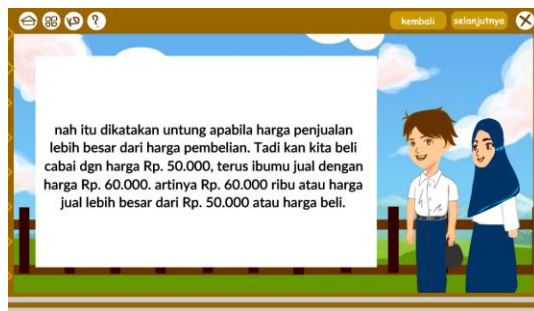 kembali
selanjutnya
nah itu dikatakan untung apabila harga penjualan
lebih besar dari harga pembelian. Tadi kan kita beli
cabai dgn harga Rp. 50.000, terus ibumu jual dengan
harga Rp. 60.000. artinya Rp. 60.000 ribu atau harga
jual lebih besar dari Rp. 50.000 atau harga beli.